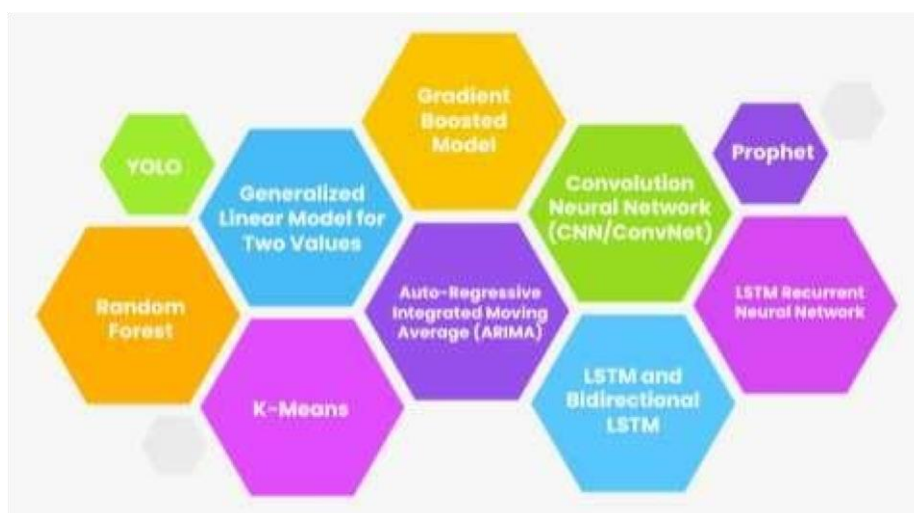 Gradient
Boosted
Model
YOLO
Generalized
Linear Model for
Two Values
Convolution
Neural Network
(CNN/ConvNet)
Prophet
Random
Forest
Auto-Regressive
Integrated Moving
Average (ARIMA)
LSTM Recurrent
Neural Network
K-Means
LSTM and
Bidirectional
LSTM